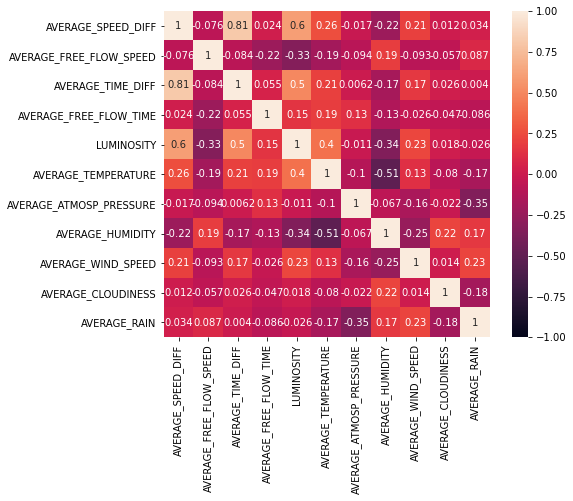 AVERAGE_SPEED_DIFF 1 -0.076 0.81 0.024 0.6 0.26 -0.017 -0.22 0.21 0.012 0.034
AVERAGE_FREE_FLOW_SPEED -0.076 1 -0.084 -0.22 -0.33 -0.19 -0.094 0.19 -0.093 -0.057 0.087
AVERAGE_TIME_DIFF 0.81 -0.084 1 0.055 0.5 0.21 0.0062 -0.17 0.17 0.026 0.004
AVERAGE_FREE_FLOW_TIME 0.024 -0.22 0.055 1 0.15 0.19 0.13 -0.13 -0.026 -0.047 -0.086
LUMINOSITY 0.6 -0.33 0.5 0.15 1 0.4 -0.011 -0.34 0.23 0.018 -0.026
AVERAGE_TEMPERATURE 0.26 -0.19 0.21 0.19 0.4 1 -0.1 -0.51 0.13 -0.08 -0.17
AVERAGE_ATMOSP_PRESSURE -0.017 -0.094 0.0062 0.13 -0.011 -0.1 1 -0.067 -0.16 -0.022 -0.35
AVERAGE_HUMIDITY -0.22 0.19 -0.17 -0.13 -0.34 -0.51 -0.067 1 -0.25 0.22 0.17
AVERAGE_WIND_SPEED 0.21 -0.093 0.17 -0.026 0.23 0.13 -0.16 -0.25 1 0.014 0.23
AVERAGE_CLOUDINESS 0.012 -0.057 0.026 -0.047 0.018 -0.08 -0.022 0.22 0.014 1 -0.18
AVERAGE_RAIN 0.034 0.087 0.004 -0.086 -0.026 -0.17 -0.35 0.17 0.23 -0.18 1
AVERAGE_SPEED_DIFF
AVERAGE_FREE_FLOW_SPEED
AVERAGE_TIME_DIFF
AVERAGE_FREE_FLOW_TIME
LUMINOSITY
AVERAGE_TEMPERATURE
AVERAGE_ATMOSP_PRESSURE
AVERAGE_HUMIDITY
AVERAGE_WIND_SPEED
AVERAGE_CLOUDINESS
AVERAGE_RAIN
1.00
0.75
0.50
0.25
0.00
−0.25
−0.50
−0.75
−1.00